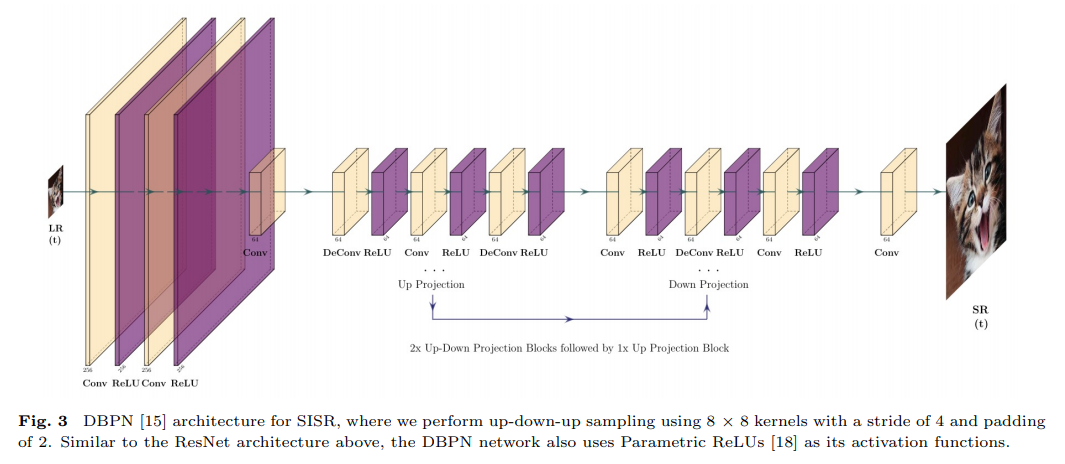 LR
(t)
256 256 256 256
Conv ReLU Conv ReLU
64
Conv
64 64 64 64 64 64
DeConv ReLU Conv ReLU DeConv ReLU
. . .
Up Projection
64 64 64 64 64 64
Conv ReLU DeConv ReLU Conv ReLU
. . .
Down Projection
2x Up-Down Projection Blocks followed by 1x Up Projection Block
64
Conv
SR
(t)
Fig. 3 DBPN [15] architecture for SISR, where we perform up-down-up sampling using 8 × 8 kernels with a stride of 4 and padding
of 2. Similar to the ResNet architecture above, the DBPN network also uses Parametric ReLUs [18] as its activation functions.